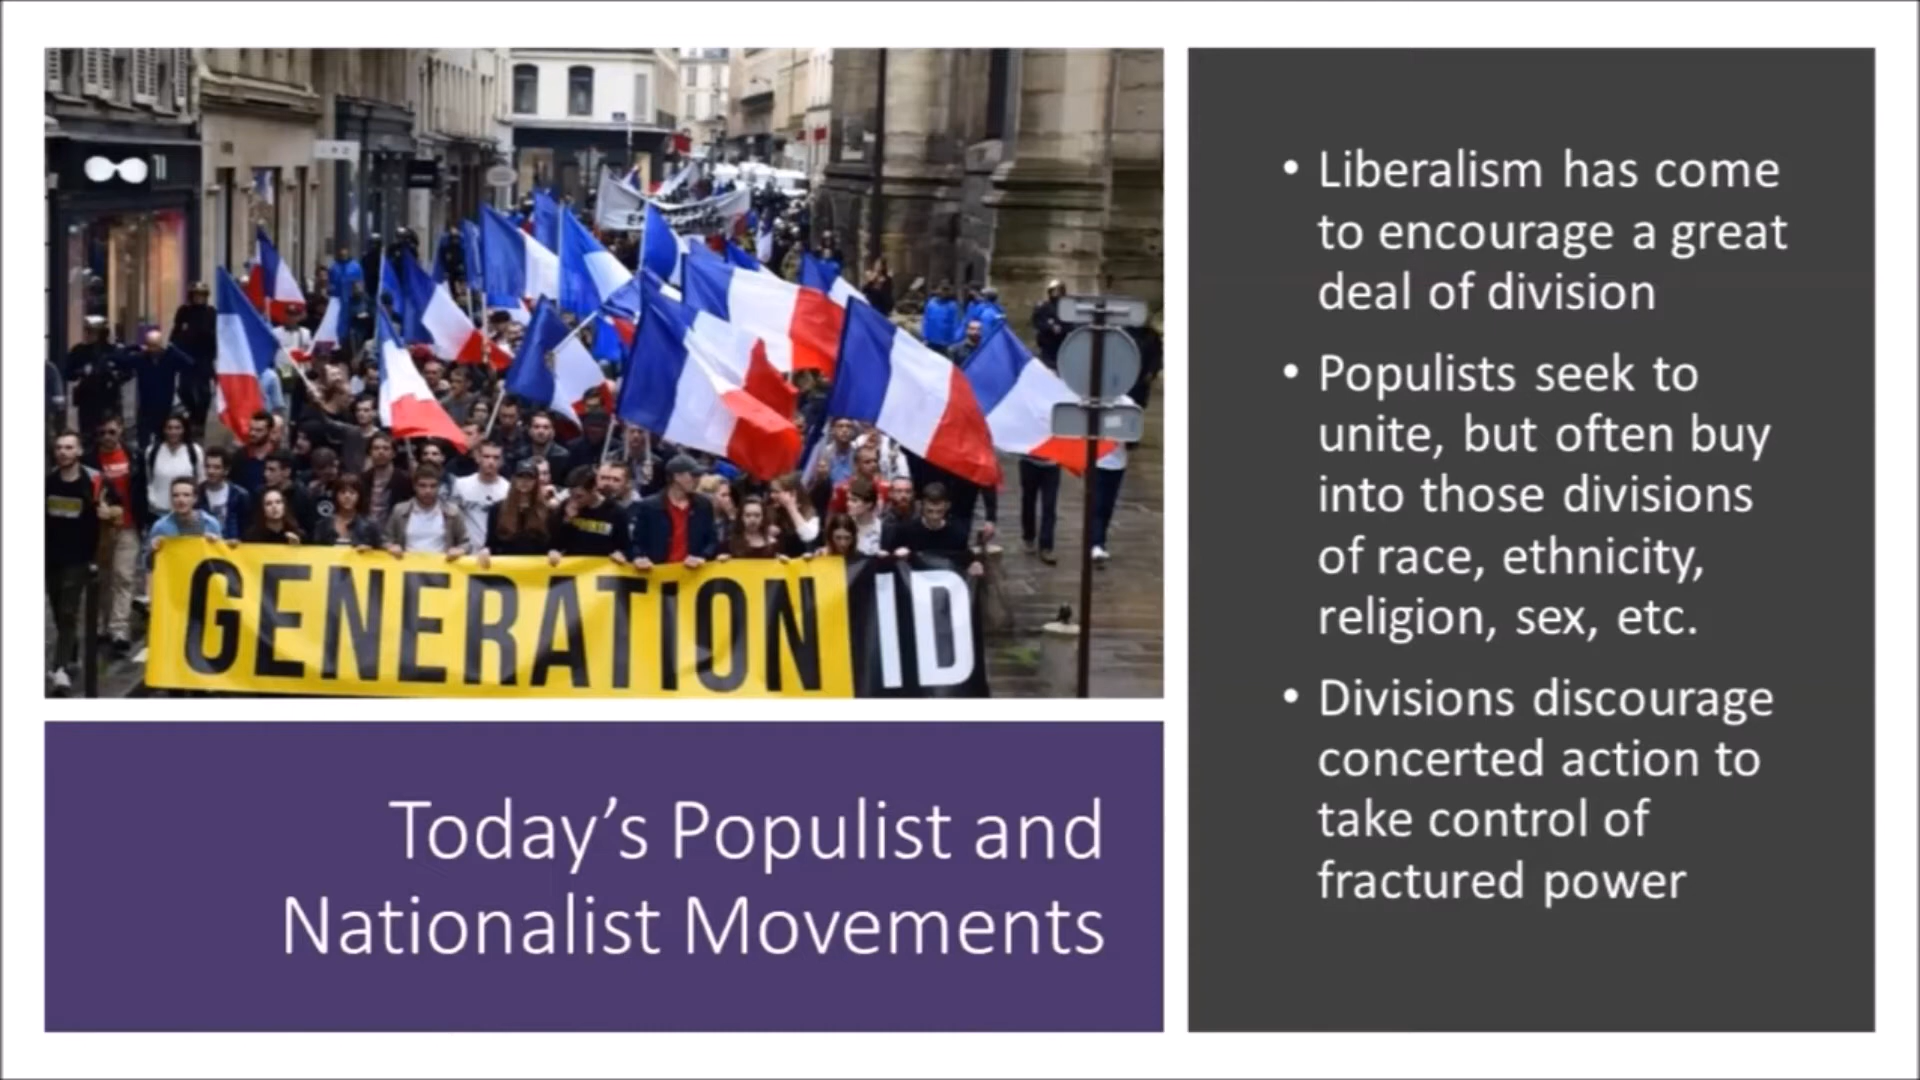 GENERATION ID
Today’s Populist and
Nationalist Movements
• Liberalism has come
to encourage a great
deal of division
• Populists seek to
unite, but often buy
into those divisions
of race, ethnicity,
religion, sex, etc.
• Divisions discourage
concerted action to
take control of
fractured power